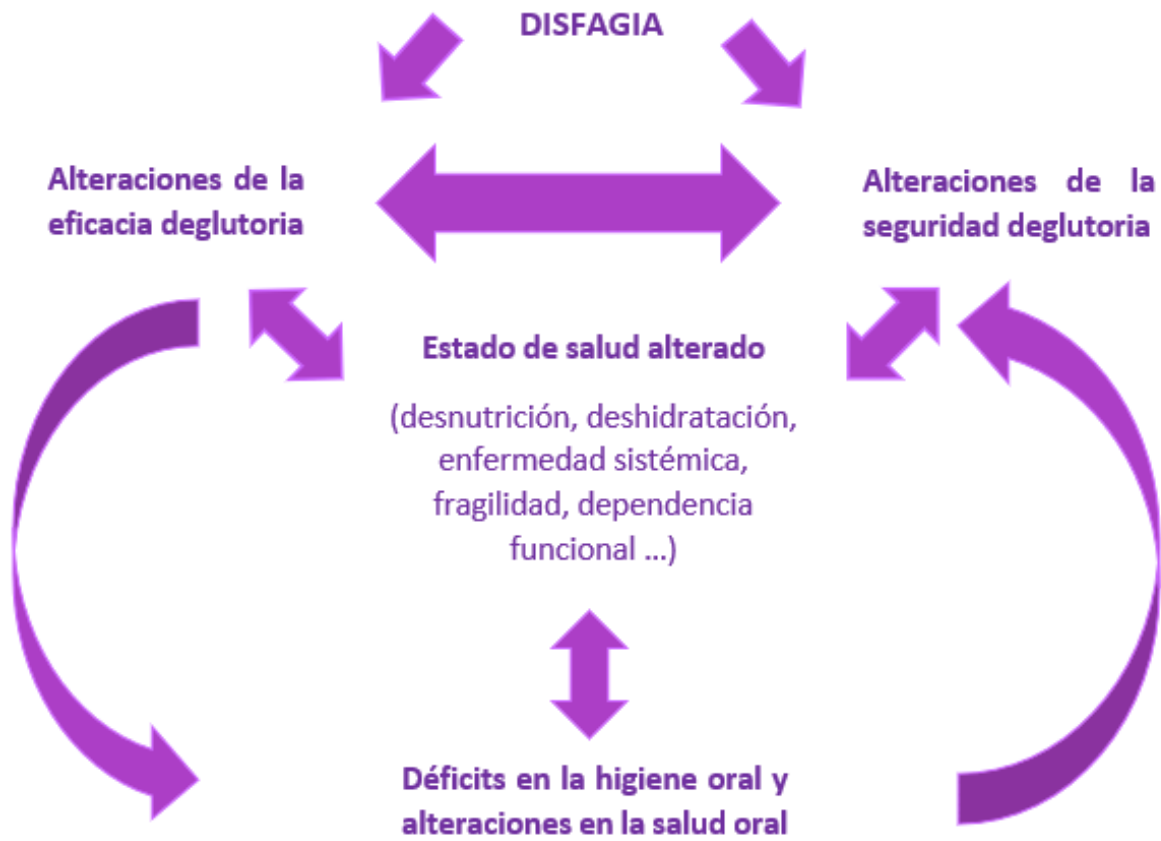 DISFAGIA
Alteraciones de la
eficacia deglutoria
Alteraciones de la
seguridad deglutoria
Estado de salud alterado
(desnutrición, deshidratación,
enfermedad sistémica,
fragilidad, dependencia
funcional ...)
Déficits en la higiene oral y
alteraciones en la salud oral